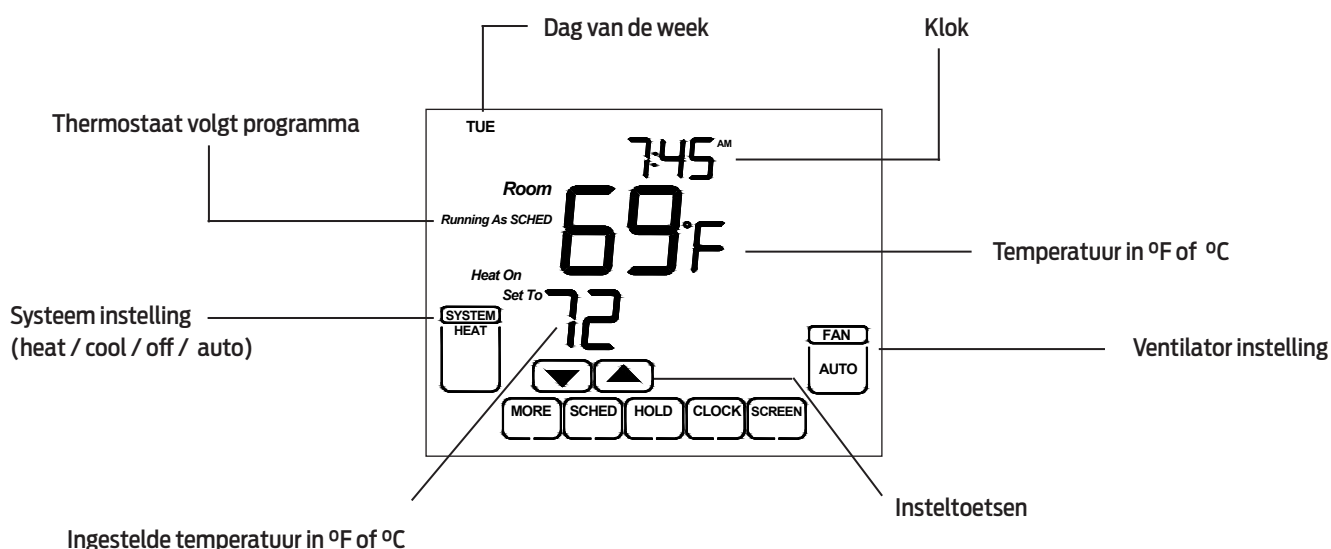 Dag van de week
Klok
Thermostaat volgt programma
TUE
7:45 AM
Room
Running As SCHED
69°F
Temperatuur in ºF of ºC
Heat On
Set To 72
Systeem instelling
(heat / cool / off / auto)
SYSTEM
HEAT
FAN
AUTO
Ventilator instelling
MORE SCHED HOLD CLOCK SCREEN
Insteltoetsen
Ingestelde temperatuur in ºF of ºC